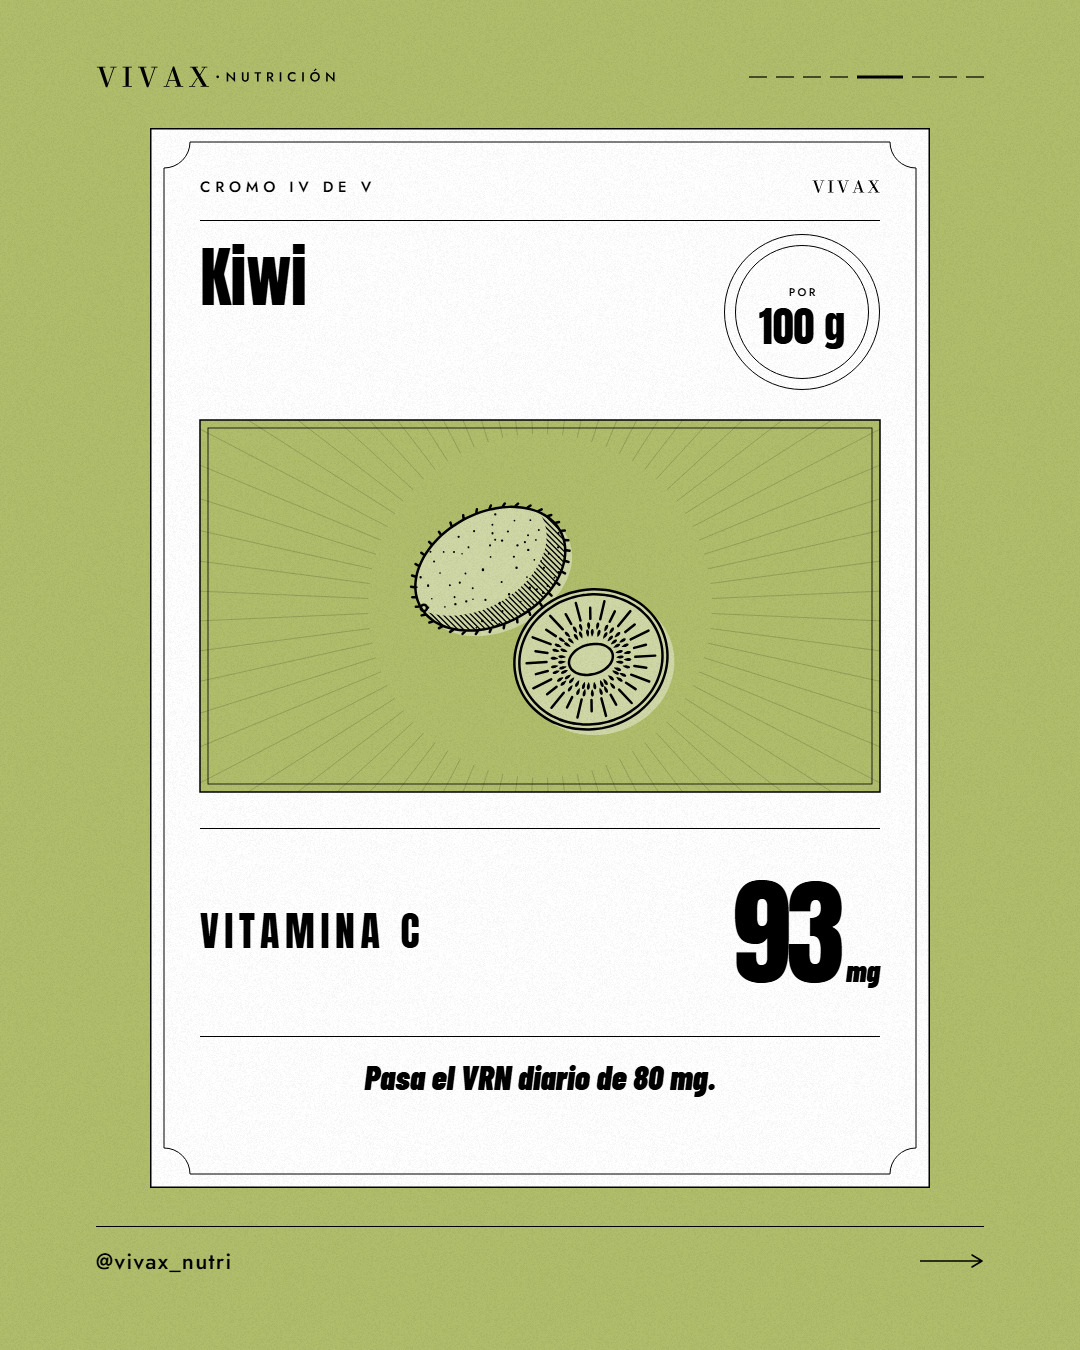 VIVAX·NUTRICIÓN
CROMO IV DE V
VIVAX
Kiwi
POR
100 g
VITAMINA C
93 mg
Pasa el VRN diario de 80 mg.
@vivax_nutri